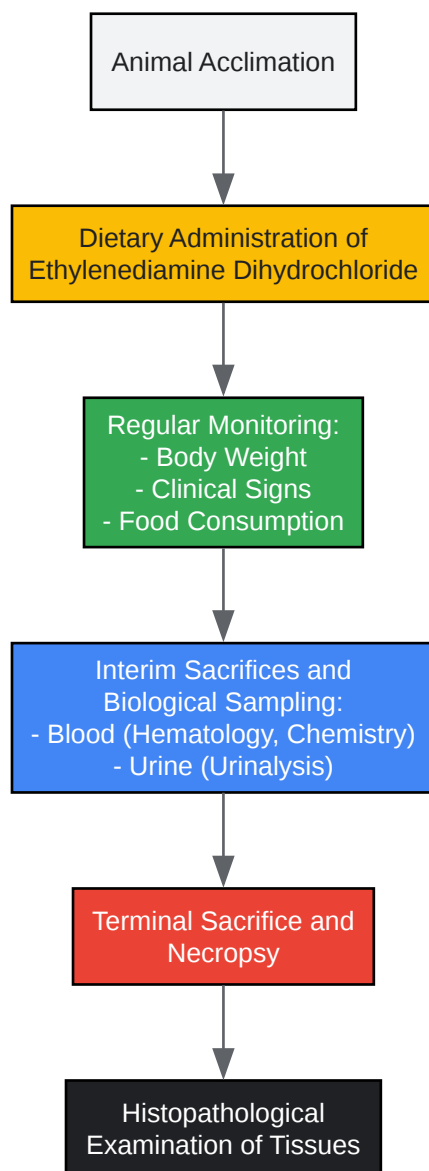 Animal Acclimation
Dietary Administration of
Ethylenediamine Dihydrochloride
Regular Monitoring:
- Body Weight
- Clinical Signs
- Food Consumption
Interim Sacrifices and
Biological Sampling:
- Blood (Hematology, Chemistry)
- Urine (Urinalysis)
Terminal Sacrifice and
Necropsy
Histopathological
Examination of Tissues